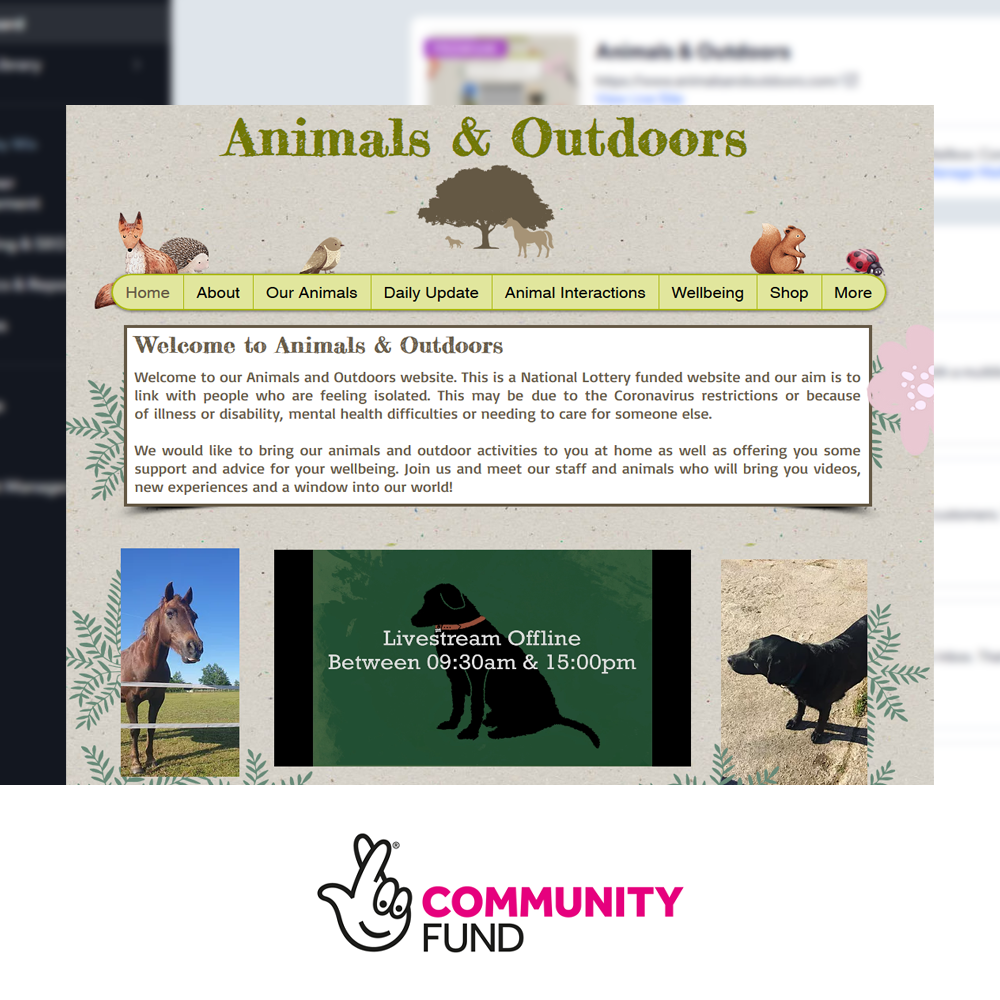 Animals & Outdoors
Animals & Outdoors
Home About Our Animals Daily Update Animal Interactions Wellbeing Shop More
Welcome to Animals & Outdoors
Welcome to our Animals and Outdoors website. This is a National Lottery funded website and our aim is to
link with people who are feeling isolated. This may be due to the Coronavirus restrictions or because
of illness or disability, mental health difficulties or needing to care for someone else.
We would like to bring our animals and outdoor activities to you at home as well as offering you some
support and advice for your wellbeing. Join us and meet our staff and animals who will bring you videos,
new experiences and a window into our world!
Livestream Offline
Between 09:30am & 15:00pm
®
COMMUNITY
FUND